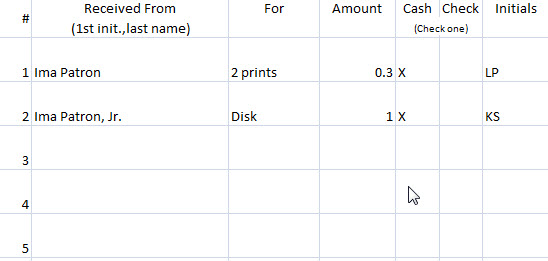 # Received From For Amount Cash Check Initials
(1st init.,last name) (Check one)
1 Ima Patron 2 prints 0.3 X LP
2 Ima Patron, Jr. Disk 1 X KS
3
4
5